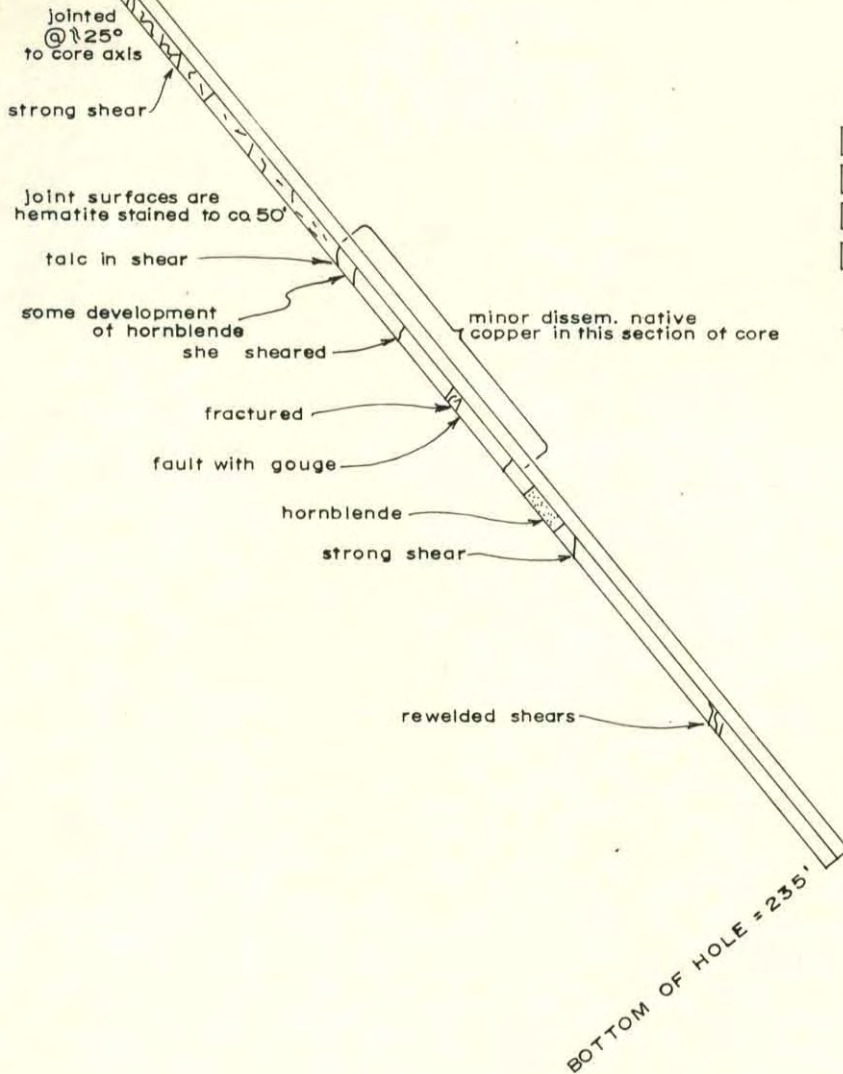 jointed
@ 25°
to core axis
strong shear
joint surfaces are
hematite stained to ca 50'
talc in shear
some development
of hornblende
she sheared
minor dissem. native
copper in this section of core
fractured
fault with gouge
hornblende
strong shear
rewelded shears
BOTTOM OF HOLE = 235'